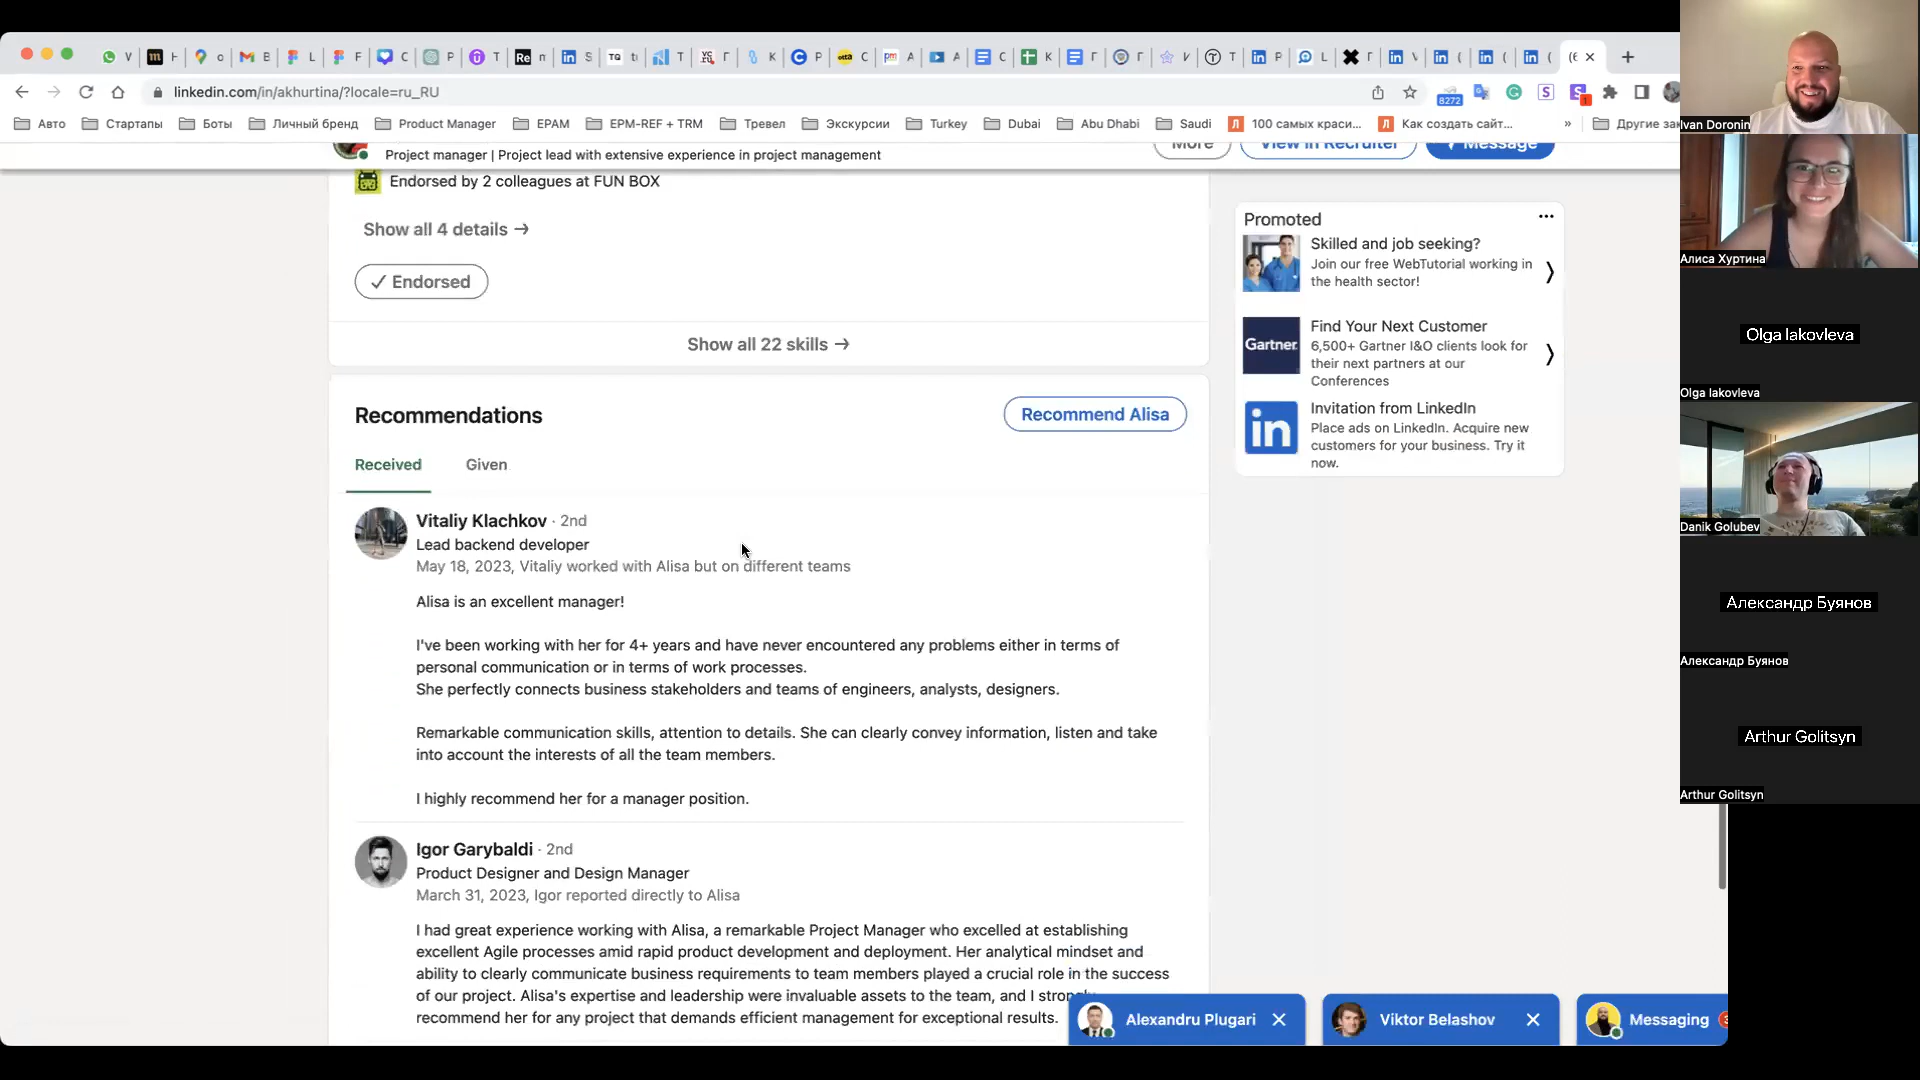 linkedin.com/in/akhurtina/?locale=ru_RU
8272
1
Авто
Стартапы
Боты
Личный бренд
Product Manager
EPAM
EPM-REF + TRM
Тревел
Экскурсии
Turkey
Dubai
Abu Dhabi
Saudi
100 самых краси...
Как создать сайт...
»
Другие за
Project manager | Project lead with extensive experience in project management
More
View in Recruiter
Message
Endorsed by 2 colleagues at FUN BOX
Show all 4 details →
✓ Endorsed
Show all 22 skills →
Recommendations
Recommend Alisa
Received
Given
Vitaliy Klachkov · 2nd
Lead backend developer
May 18, 2023, Vitaliy worked with Alisa but on different teams
Alisa is an excellent manager!
I've been working with her for 4+ years and have never encountered any problems either in terms of
personal communication or in terms of work processes.
She perfectly connects business stakeholders and teams of engineers, analysts, designers.
Remarkable communication skills, attention to details. She can clearly convey information, listen and take
into account the interests of all the team members.
I highly recommend her for a manager position.
Igor Garybaldi · 2nd
Product Designer and Design Manager
March 31, 2023, Igor reported directly to Alisa
I had great experience working with Alisa, a remarkable Project Manager who excelled at establishing
excellent Agile processes amid rapid product development and deployment. Her analytical mindset and
ability to clearly communicate business requirements to team members played a crucial role in the success
of our project. Alisa's expertise and leadership were invaluable assets to the team, and I strongly
recommend her for any project that demands efficient management for exceptional results.
Promoted
Skilled and job seeking?
Join our free WebTutorial working in
the health sector!
Gartner
Find Your Next Customer
6,500+ Gartner I&O clients look for
their next partners at our
Conferences
in
Invitation from LinkedIn
Place ads on LinkedIn. Acquire new
customers for your business. Try it
now.
Alexandru Plugari
Viktor Belashov
Messaging
Ivan Doronin
Алиса Хуртина
Olga Iakovleva
Olga Iakovleva
Danik Golubev
Александр Буянов
Александр Буянов
Arthur Golitsyn
Arthur Golitsyn